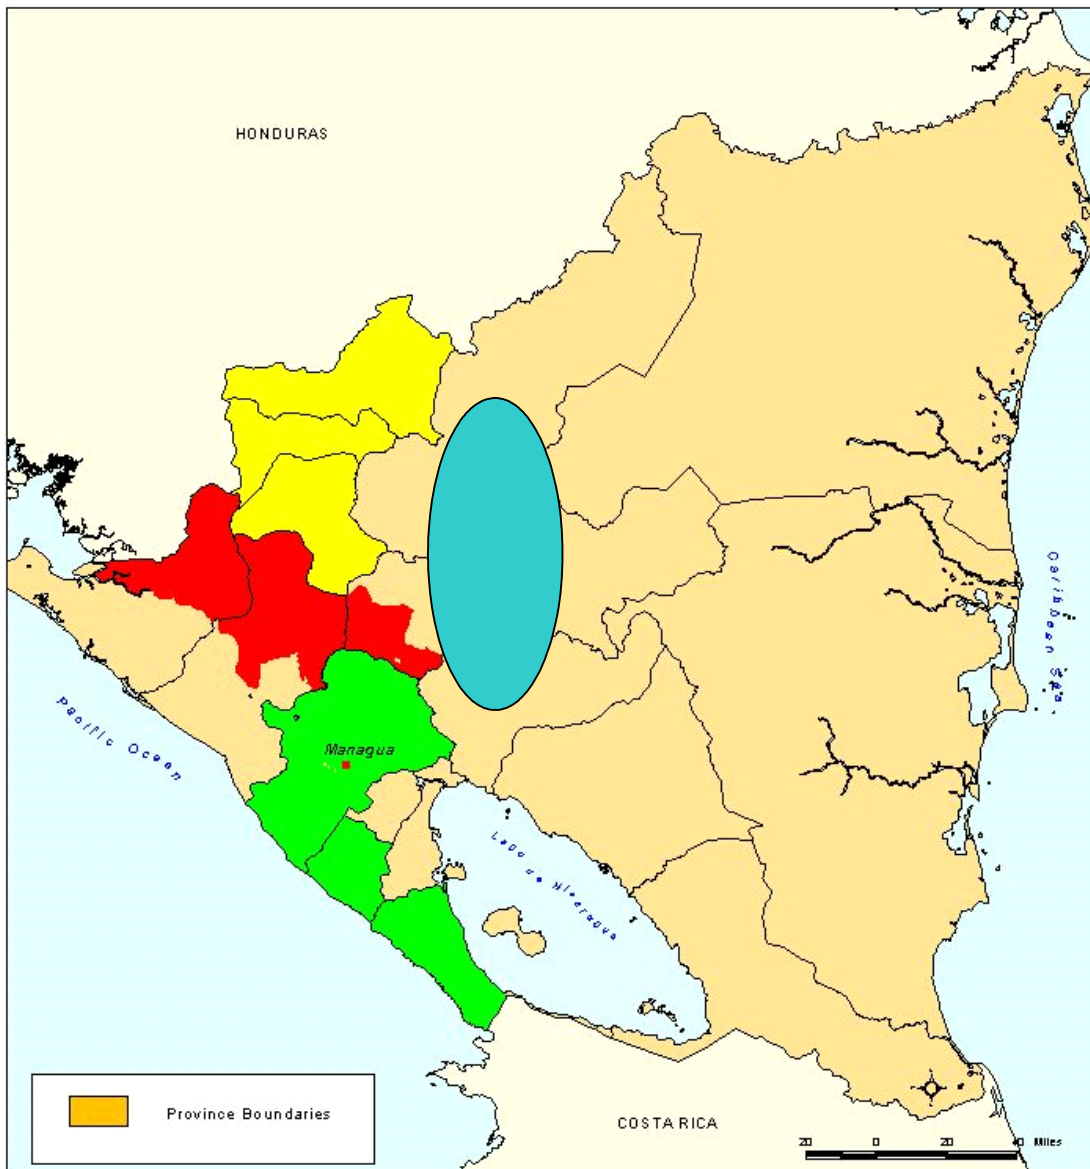 HONDURAS
Caribbean Sea
Pacific Ocean
Managua
Lago de Nicaragua
Province Boundaries
COSTA RICA
20 0 20 40 Miles